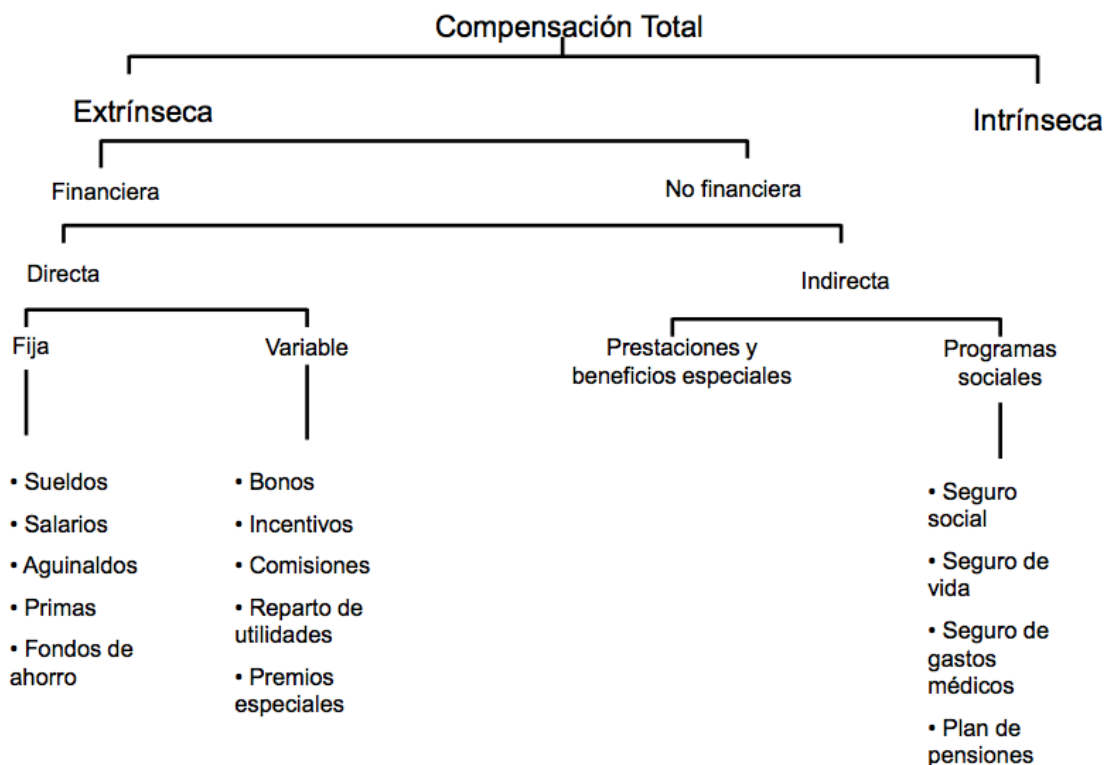 Compensación Total
Extrínseca
Intrínseca
Financiera
No financiera
Directa
Indirecta
Fija
Variable
Prestaciones y
beneficios especiales
Programas
sociales
• Sueldos
• Salarios
• Aguinaldos
• Primas
• Fondos de
ahorro
• Bonos
• Incentivos
• Comisiones
• Reparto de
utilidades
• Premios
especiales
• Seguro
social
• Seguro de
vida
• Seguro de
gastos
médicos
• Plan de
pensiones